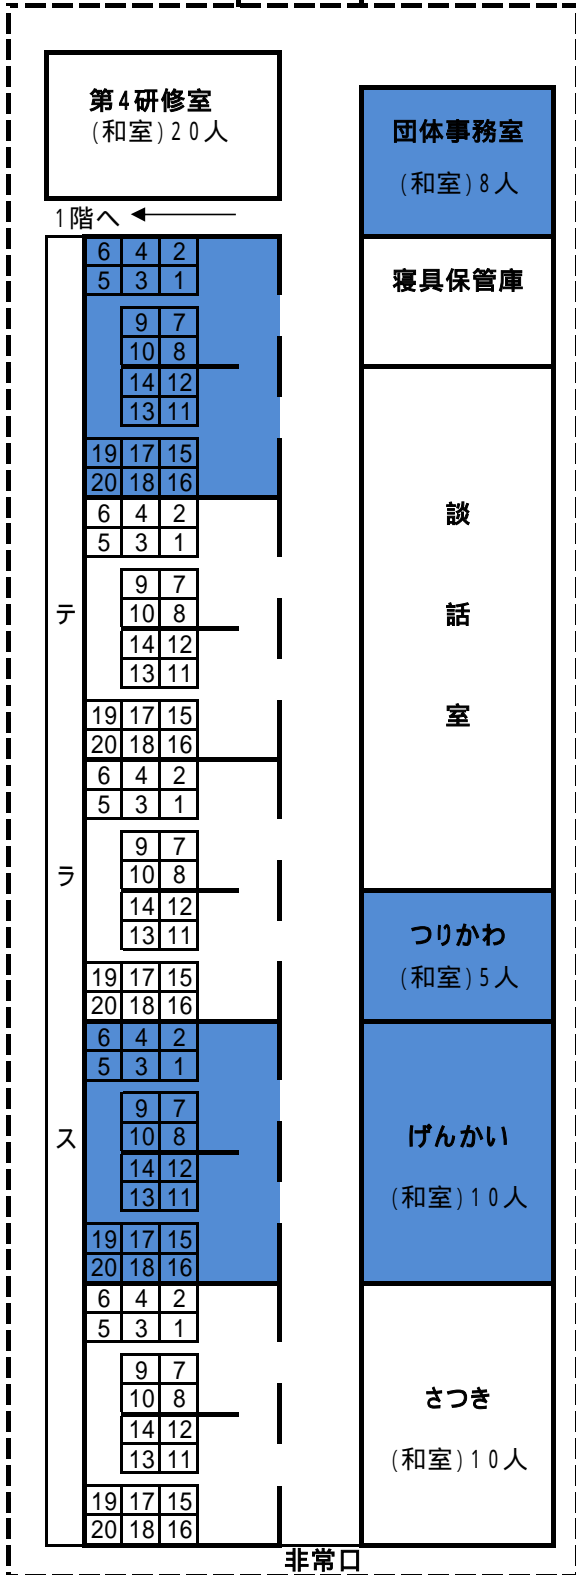 第4研修室
(和室)20人
団体事務室
(和室)8人
1階へ
寝具保管庫
6 4 2
5 3 1
9 7
10 8
14 12
13 11
19 17 15
20 18 16
6 4 2
5 3 1
9 7
10 8
14 12
13 11
19 17 15
20 18 16
6 4 2
5 3 1
9 7
10 8
14 12
13 11
19 17 15
20 18 16
6 4 2
5 3 1
9 7
10 8
14 12
13 11
19 17 15
20 18 16
6 4 2
5 3 1
9 7
10 8
14 12
13 11
19 17 15
20 18 16
テ
ラ
ス
談
話
室
つりかわ
(和室)5人
げんかい
(和室)10人
さつき
(和室)10人
非常口